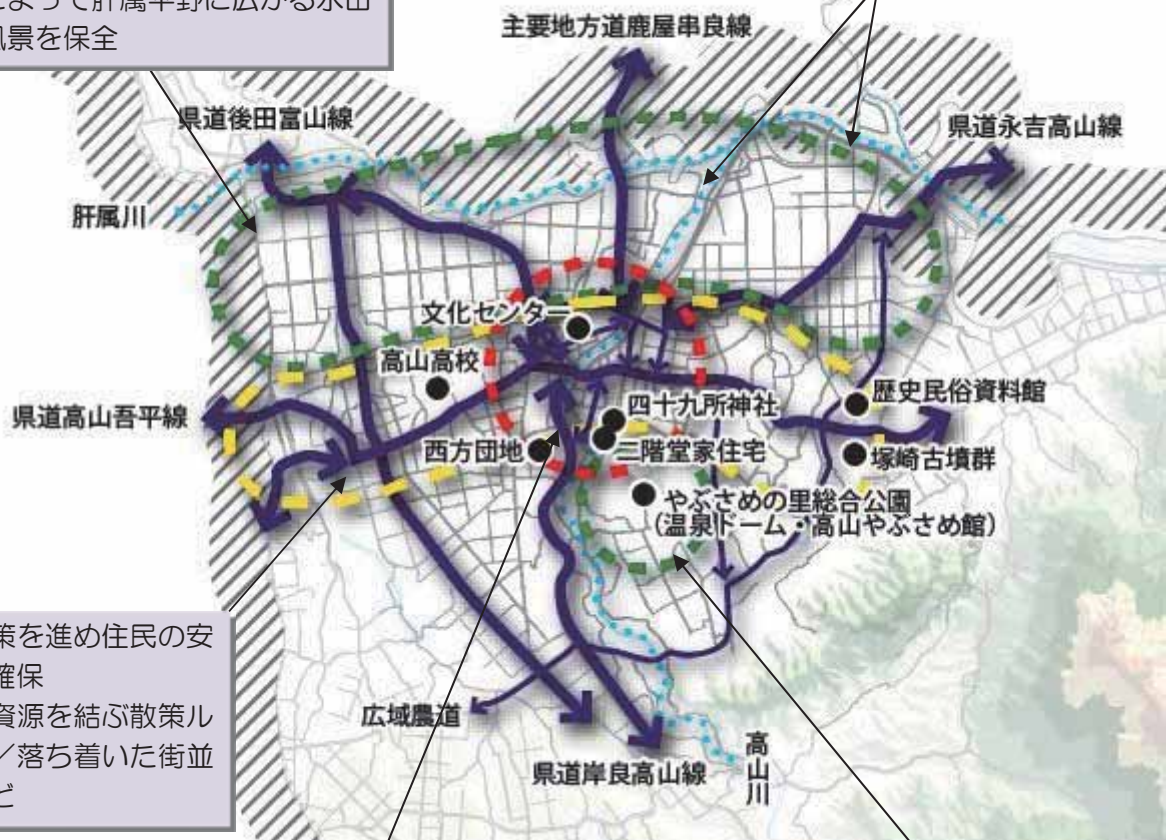 よって肝属平野に広がる水田
風景を保全
主要地方道鹿屋串良線
県道後田富山線
県道永吉高山線
肝属川
文化センター
高山高校
県道高山吾平線
四十九所神社
歴史民俗資料館
西方団地
二階堂家住宅
塚崎古墳群
やぶさめの里総合公園
（温泉ドーム・高山やぶさめ館）
策を進め住民の安
確保
資源を結ぶ散策ル
／落ち着いた街並
ど
広域農道
県道岸良高山線
高山川